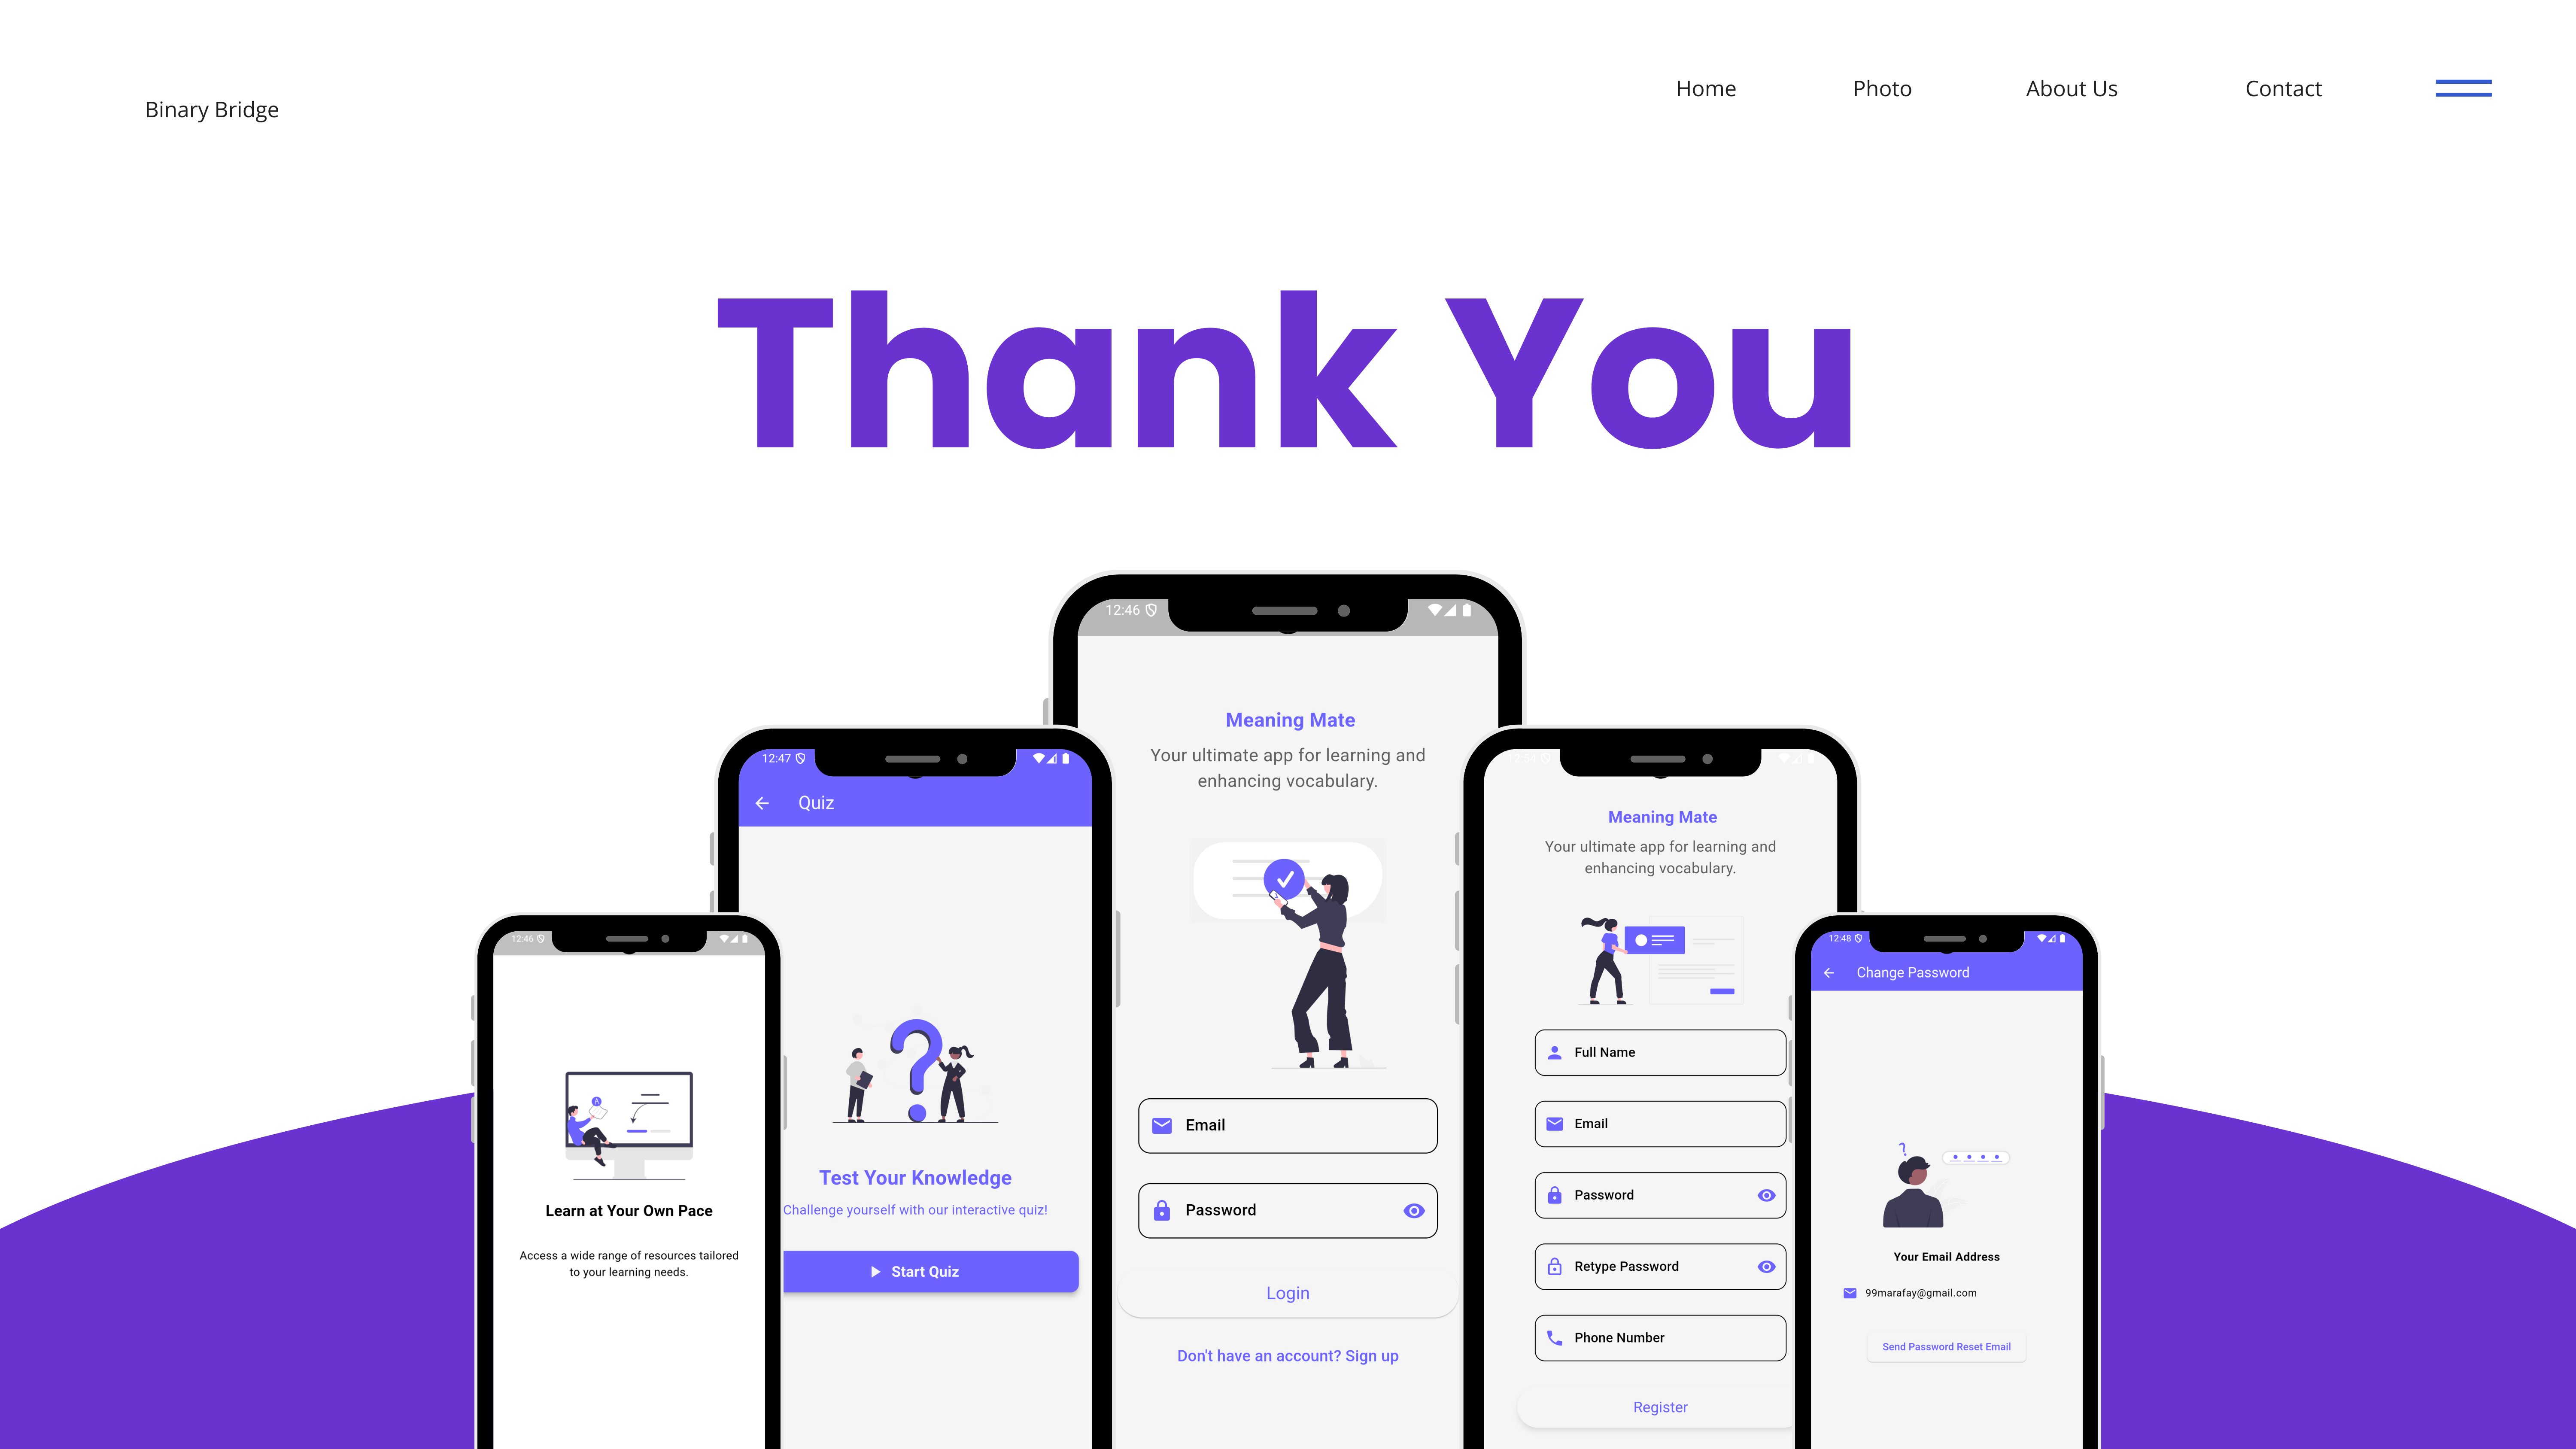 Binary Bridge
Home
Photo
About Us
Contact
Thank You
12:46
Learn at Your Own Pace
Access a wide range of resources tailored
to your learning needs.
12:47
Quiz
Test Your Knowledge
Challenge yourself with our interactive quiz!
Start Quiz
12:46
Meaning Mate
Your ultimate app for learning and
enhancing vocabulary.
Email
Password
Login
Don't have an account? Sign up
Meaning Mate
Your ultimate app for learning and
enhancing vocabulary.
Full Name
Email
Password
Retype Password
Phone Number
Register
12:48
Change Password
Your Email Address
99marafay@gmail.com
Send Password Reset Email